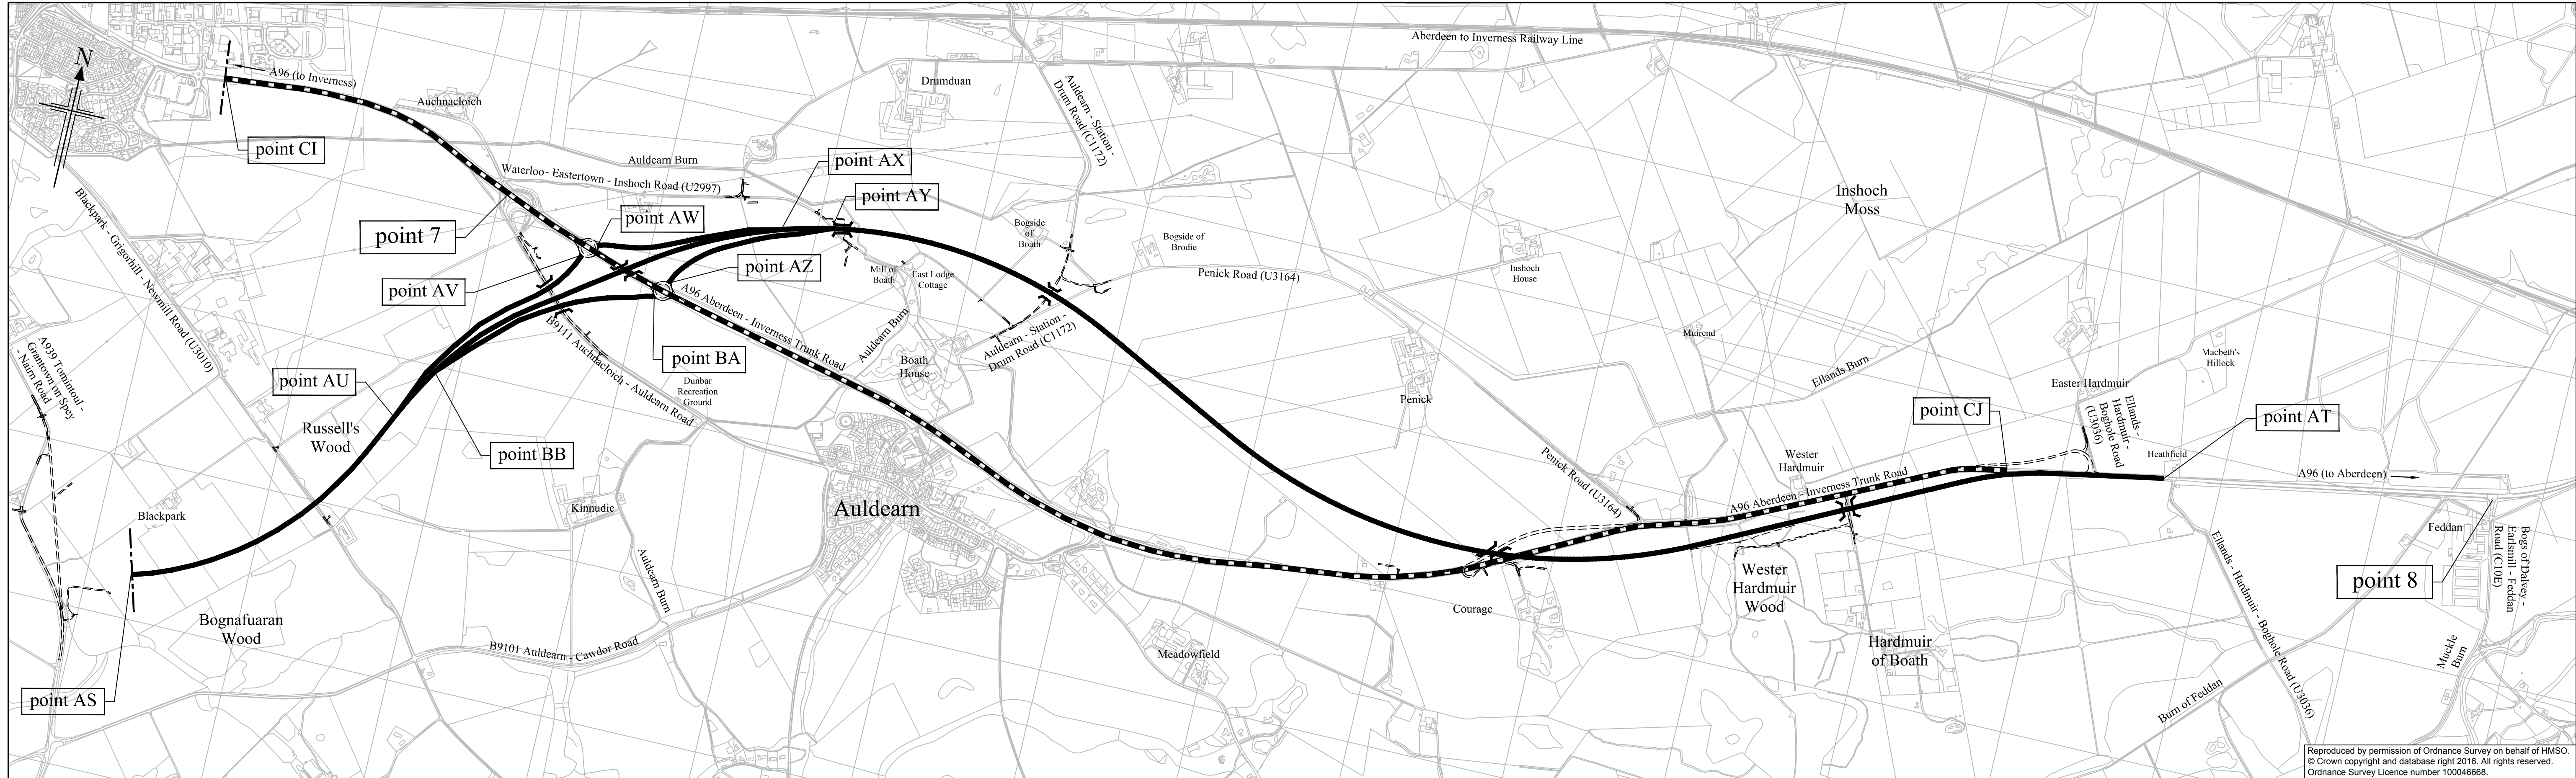 Aberdeen to Inverness Railway Line
N
A96 (to Inverness)
Auchnacloich
Drumduan
Auldearn - Station -
Drum Road (C1172)
point CI
Auldearn Burn
point AX
Waterloo - Eastertown - Inshoch Road (U2997)
point AY
Inshoch
Moss
Blackpark - Grigorhill - Newmill Road (U3010)
point 7
point AW
Bogside
of
Boath
Bogside of
Brodie
point AZ
Mill of
Boath
East Lodge
Cottage
Penick Road (U3164)
Inshoch
House
point AV
A96 Aberdeen - Inverness Trunk Road
Auldearn Burn
Auldearn - Station -
Drum Road (C1172)
Muirend
B9111 Auchnacloich - Auldearn Road
point BA
Boath
House
Ellands Burn
Macbeth's
Hillock
A939 Tomintoul -
Grantown on Spey
- Nairn Road
point AU
Dunbar
Recreation
Ground
Penick
Easter Hardmuir
Ellands -
Hardmuir -
Boghole Road
(U3036)
point CJ
point AT
Russell's
Wood
point BB
Penick Road (U3164)
Wester
Hardmuir
Heathfield
A96 Aberdeen - Inverness Trunk Road
A96 (to Aberdeen)
Blackpark
Kinnudie
Auldearn
Feddan
Bogs of Dalvey -
Earlsmill - Feddan
Road (C10E)
point 8
Auldearn Burn
Wester
Hardmuir
Wood
Courage
Ellands - Hardmuir - Boghole Road (U3036)
Bognafuaran
Wood
B9101 Auldearn - Cawdor Road
Meadowfield
Hardmuir
of Boath
Muckle
Burn
point AS
Burn of Feddan
Reproduced by permission of Ordnance Survey on behalf of HMSO.
© Crown copyright and database right 2016. All rights reserved.
Ordnance Survey Licence number 100046668.